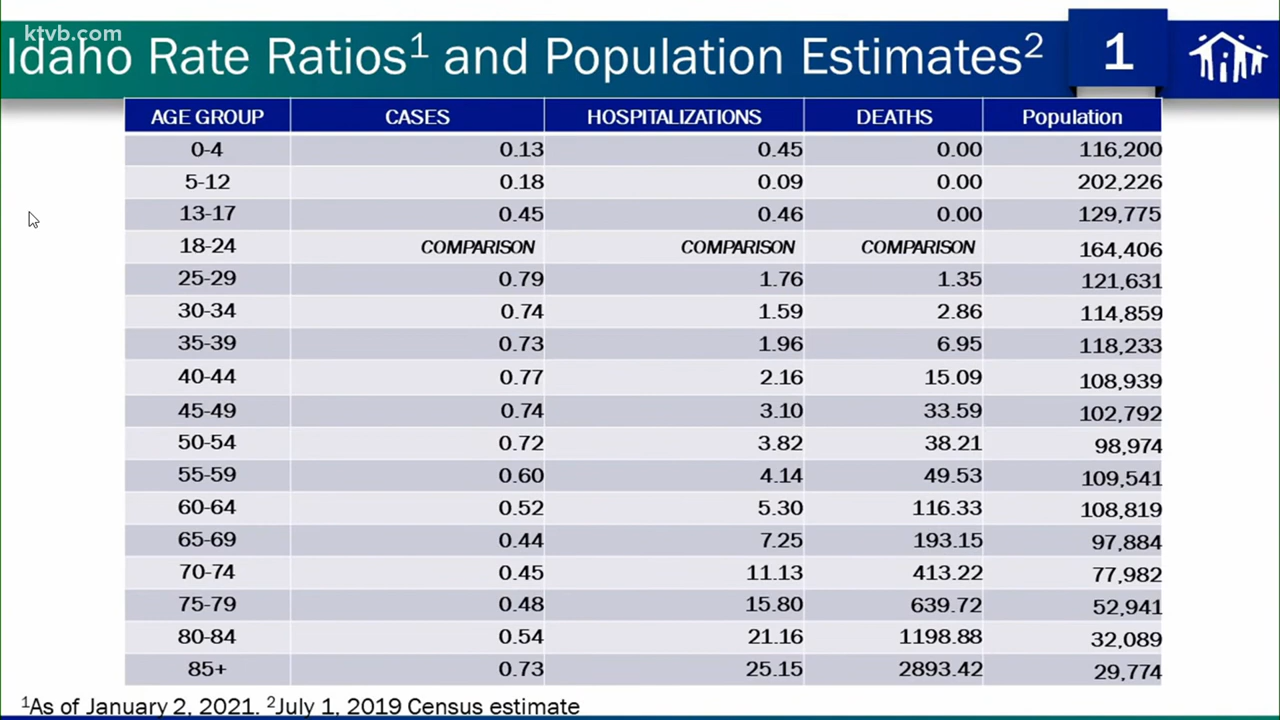 ktvb.com
Idaho Rate Ratios¹ and Population Estimates² 1
AGE GROUP CASES HOSPITALIZATIONS DEATHS Population
0-4 0.13 0.45 0.00 116,200
5-12 0.18 0.09 0.00 202,226
13-17 0.45 0.46 0.00 129,775
18-24 COMPARISON COMPARISON COMPARISON 164,406
25-29 0.79 1.76 1.35 121,631
30-34 0.74 1.59 2.86 114,859
35-39 0.73 1.96 6.95 118,233
40-44 0.77 2.16 15.09 108,939
45-49 0.74 3.10 33.59 102,792
50-54 0.72 3.82 38.21 98,974
55-59 0.60 4.14 49.53 109,541
60-64 0.52 5.30 116.33 108,819
65-69 0.44 7.25 193.15 97,884
70-74 0.45 11.13 413.22 77,982
75-79 0.48 15.80 639.72 52,941
80-84 0.54 21.16 1198.88 32,089
85+ 0.73 25.15 2893.42 29,774
¹As of January 2, 2021. ²July 1, 2019 Census estimate